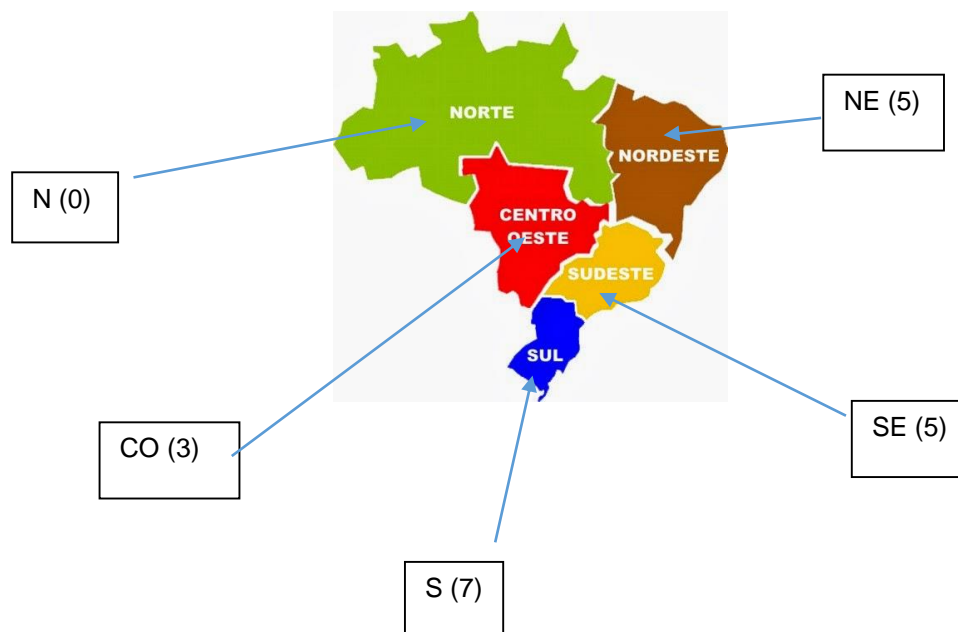 NE (5)
NORTE
NORDESTE
N (0)
CENTRO
OESTE
SUDESTE
SUL
SE (5)
CO (3)
S (7)